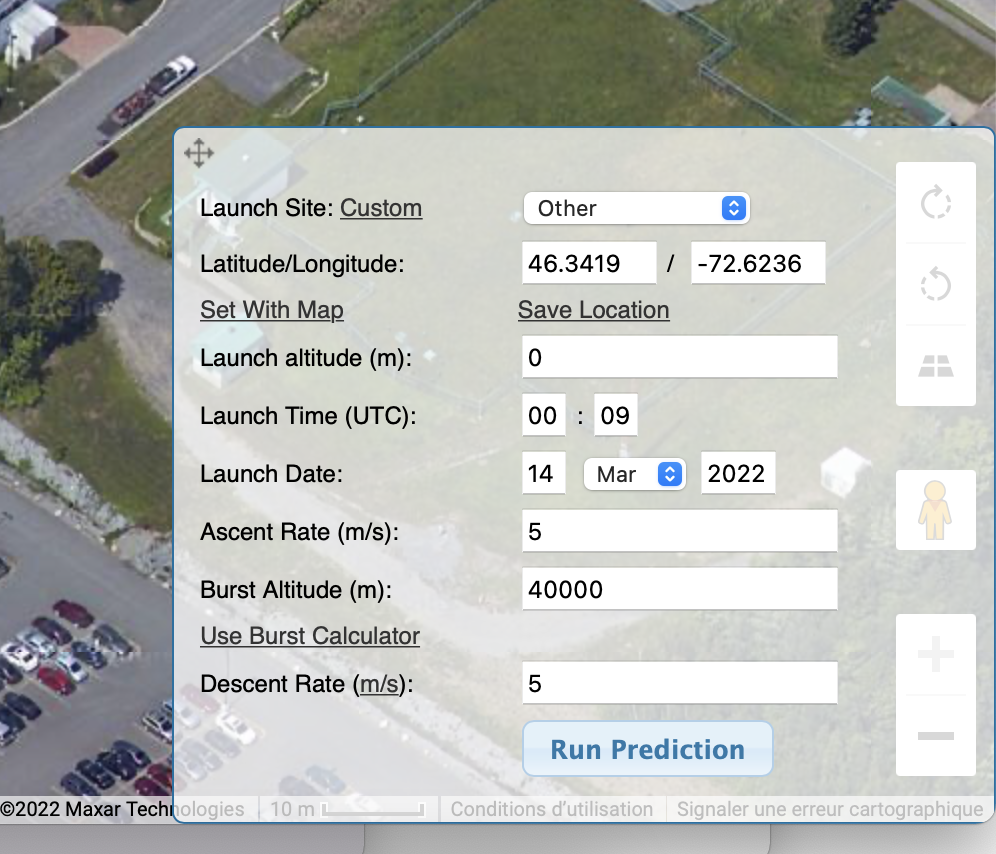 Launch Site: Custom Other
Latitude/Longitude: 46.3419 / -72.6236
Set With Map Save Location
Launch altitude (m): 0
Launch Time (UTC): 00 : 09
Launch Date: 14 Mar 2022
Ascent Rate (m/s): 5
Burst Altitude (m): 40000
Use Burst Calculator
Descent Rate (m/s): 5
Run Prediction
©2022 Maxar Technologies 10 m Conditions d’utilisation Signaler une erreur cartographique